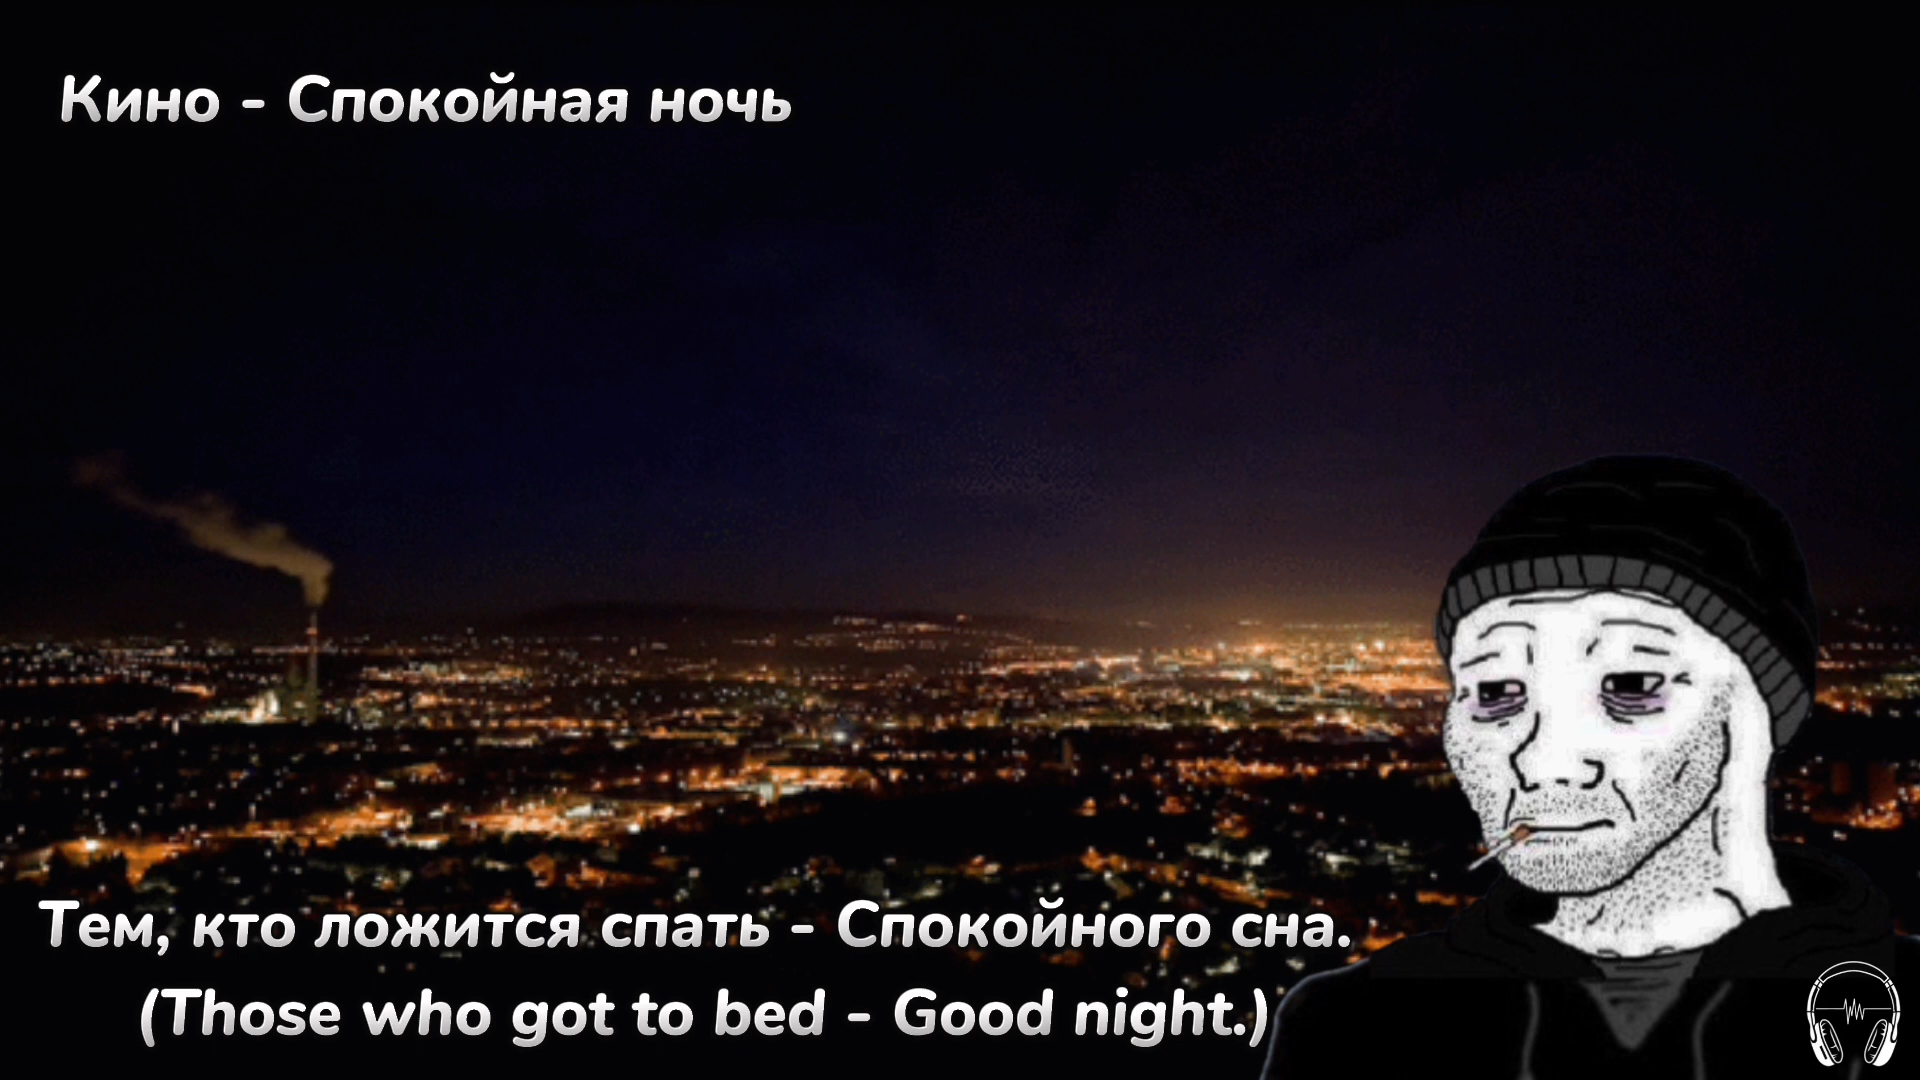 Кино - Спокойная ночь
Тем, кто ложится спать - Спокойного сна.
(Those who got to bed - Good night.)